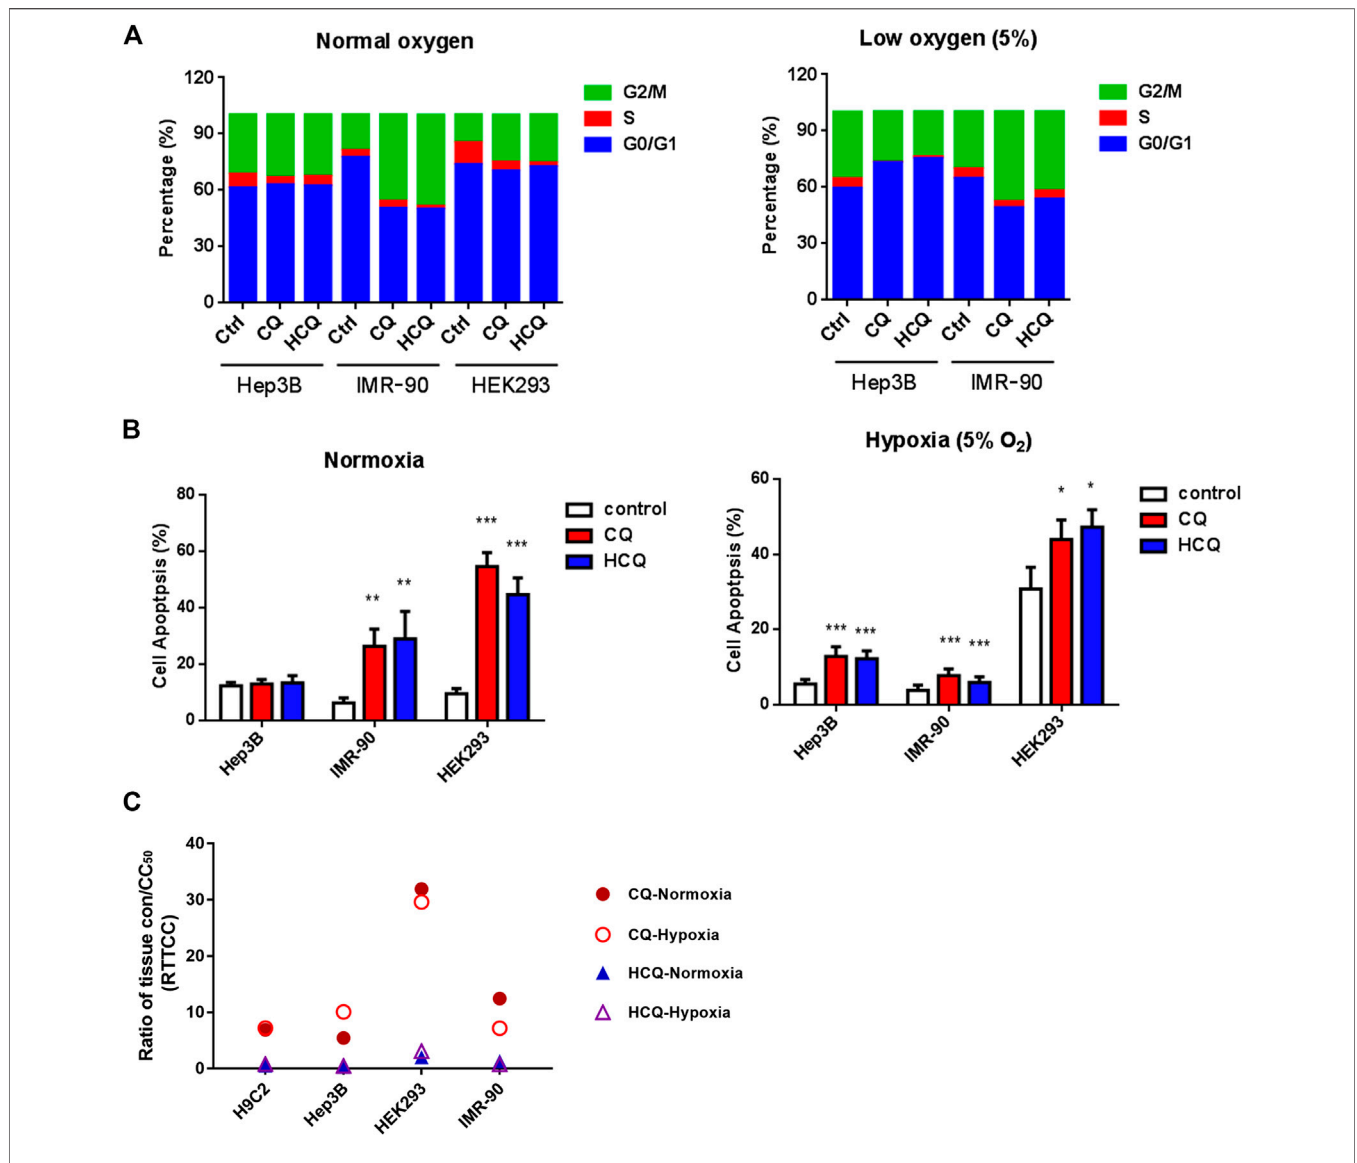 A
Normal oxygen
Percentage (%)
120
90
60
30
0
Ctrl
CQ
HCQ
Ctrl
CQ
HCQ
Ctrl
CQ
HCQ
Hep3B
IMR-90
HEK293
G2/M
S
G0/G1
Low oxygen (5%)
Percentage (%)
120
90
60
30
0
Ctrl
CQ
HCQ
Ctrl
CQ
HCQ
Hep3B
IMR-90
G2/M
S
G0/G1
B
Normoxia
Cell Apoptpsis (%)
80
60
40
20
0
**
**
***
***
Hep3B
IMR-90
HEK293
control
CQ
HCQ
Hypoxia (5% O₂)
Cell Apoptpsis (%)
60
40
20
0
***
***
***
***
*
*
Hep3B
IMR-90
HEK293
control
CQ
HCQ
C
Ratio of tissue con/CC₅₀
(RTTCC)
40
30
20
10
0
H9C2
Hep3B
HEK293
IMR-90
CQ-Normoxia
CQ-Hypoxia
HCQ-Normoxia
HCQ-Hypoxia